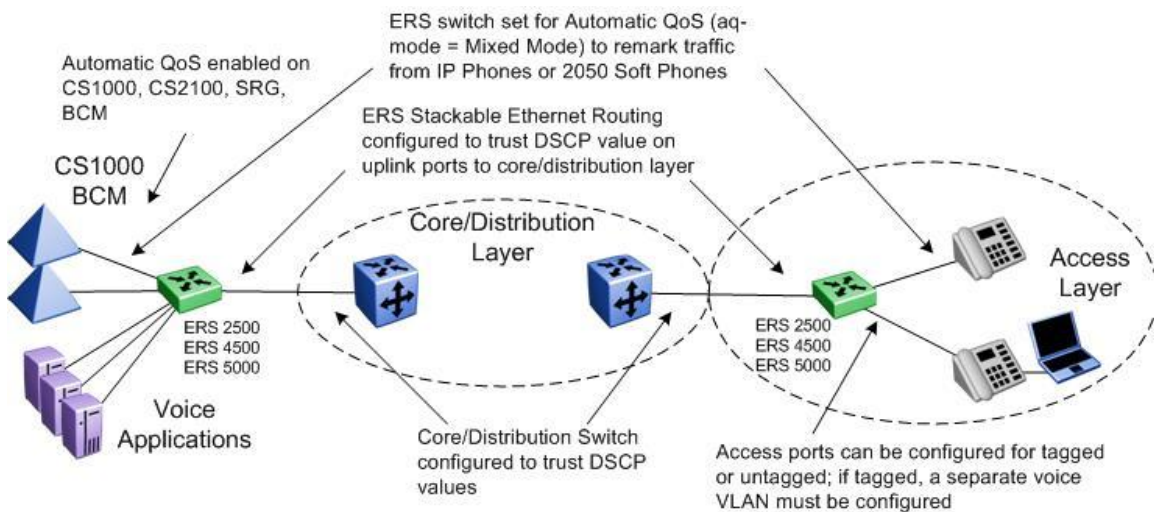 ERS switch set for Automatic QoS (aq-
mode = Mixed Mode) to remark traffic
from IP Phones or 2050 Soft Phones
Automatic QoS enabled on
CS1000, CS2100, SRG,
BCM
ERS Stackable Ethernet Routing
configured to trust DSCP value on
uplink ports to core/distribution layer
CS1000
BCM
Core/Distribution
Layer
Access
Layer
ERS 2500
ERS 4500
ERS 5000
ERS 2500
ERS 4500
ERS 5000
Voice
Applications
Core/Distribution Switch
configured to trust DSCP
values
Access ports can be configured for tagged
or untagged; if tagged, a separate voice
VLAN must be configured